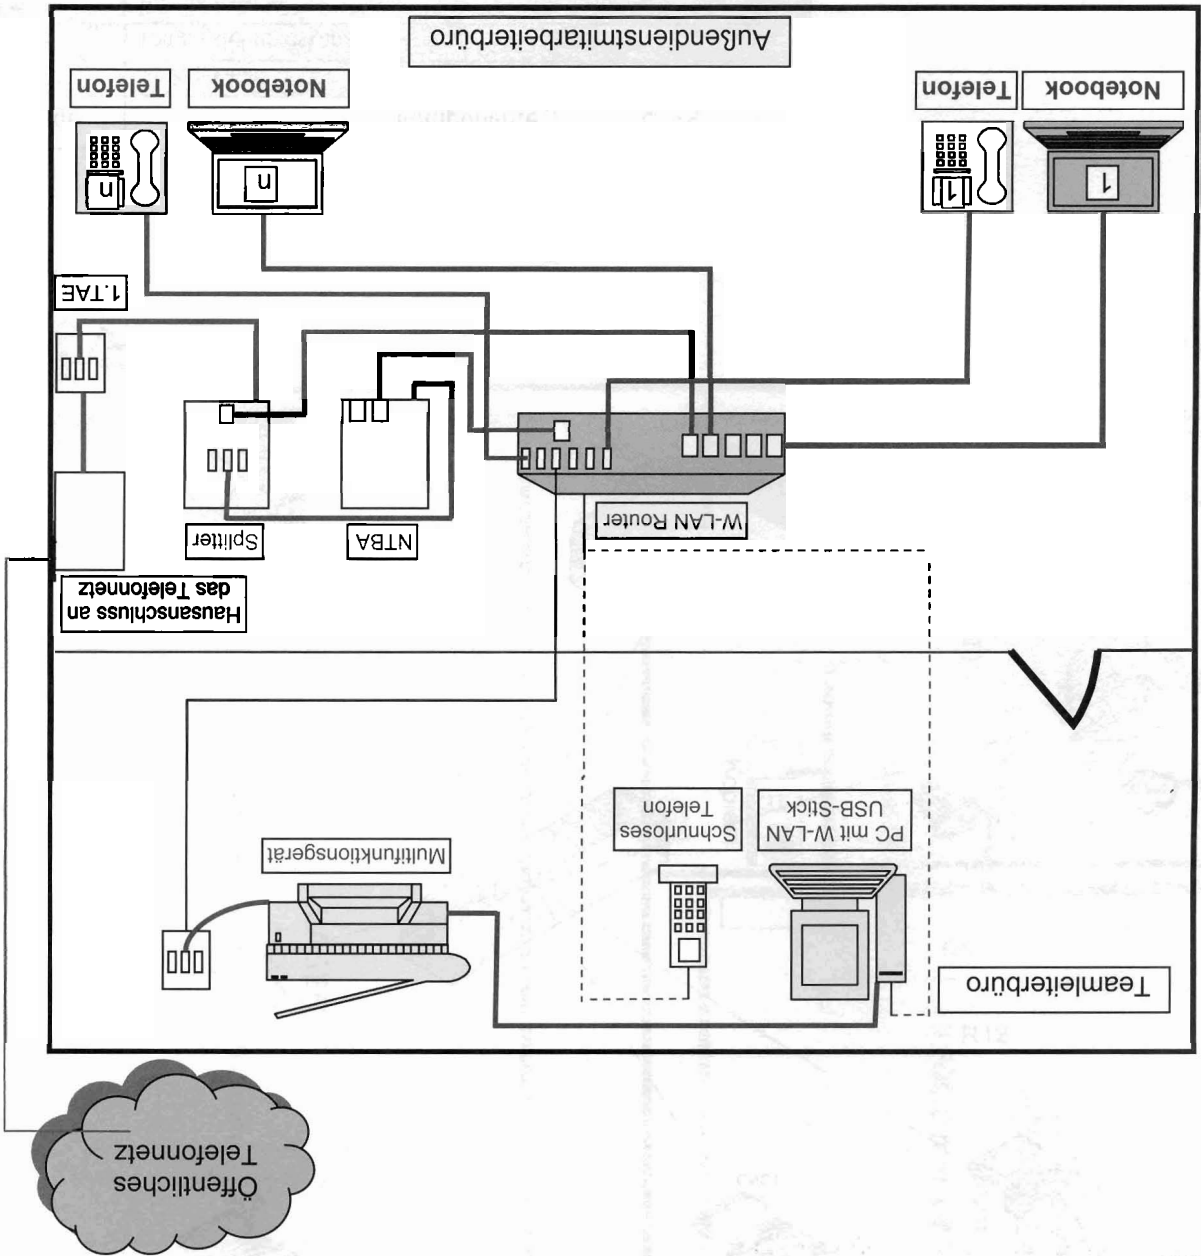 Öffentliches
Telefonnetz
Teamleiterbüro
PC mit W-LAN
USB-Stick
Schnurloses
Telefon
Multifunktionsgerät
Hausanschluss an
das Telefonnetz
W-LAN Router
NTBA
Splitter
1.TAE
1
1
n
n
Notebook
Telefon
Notebook
Telefon
Außendienstmitarbeiterbüro